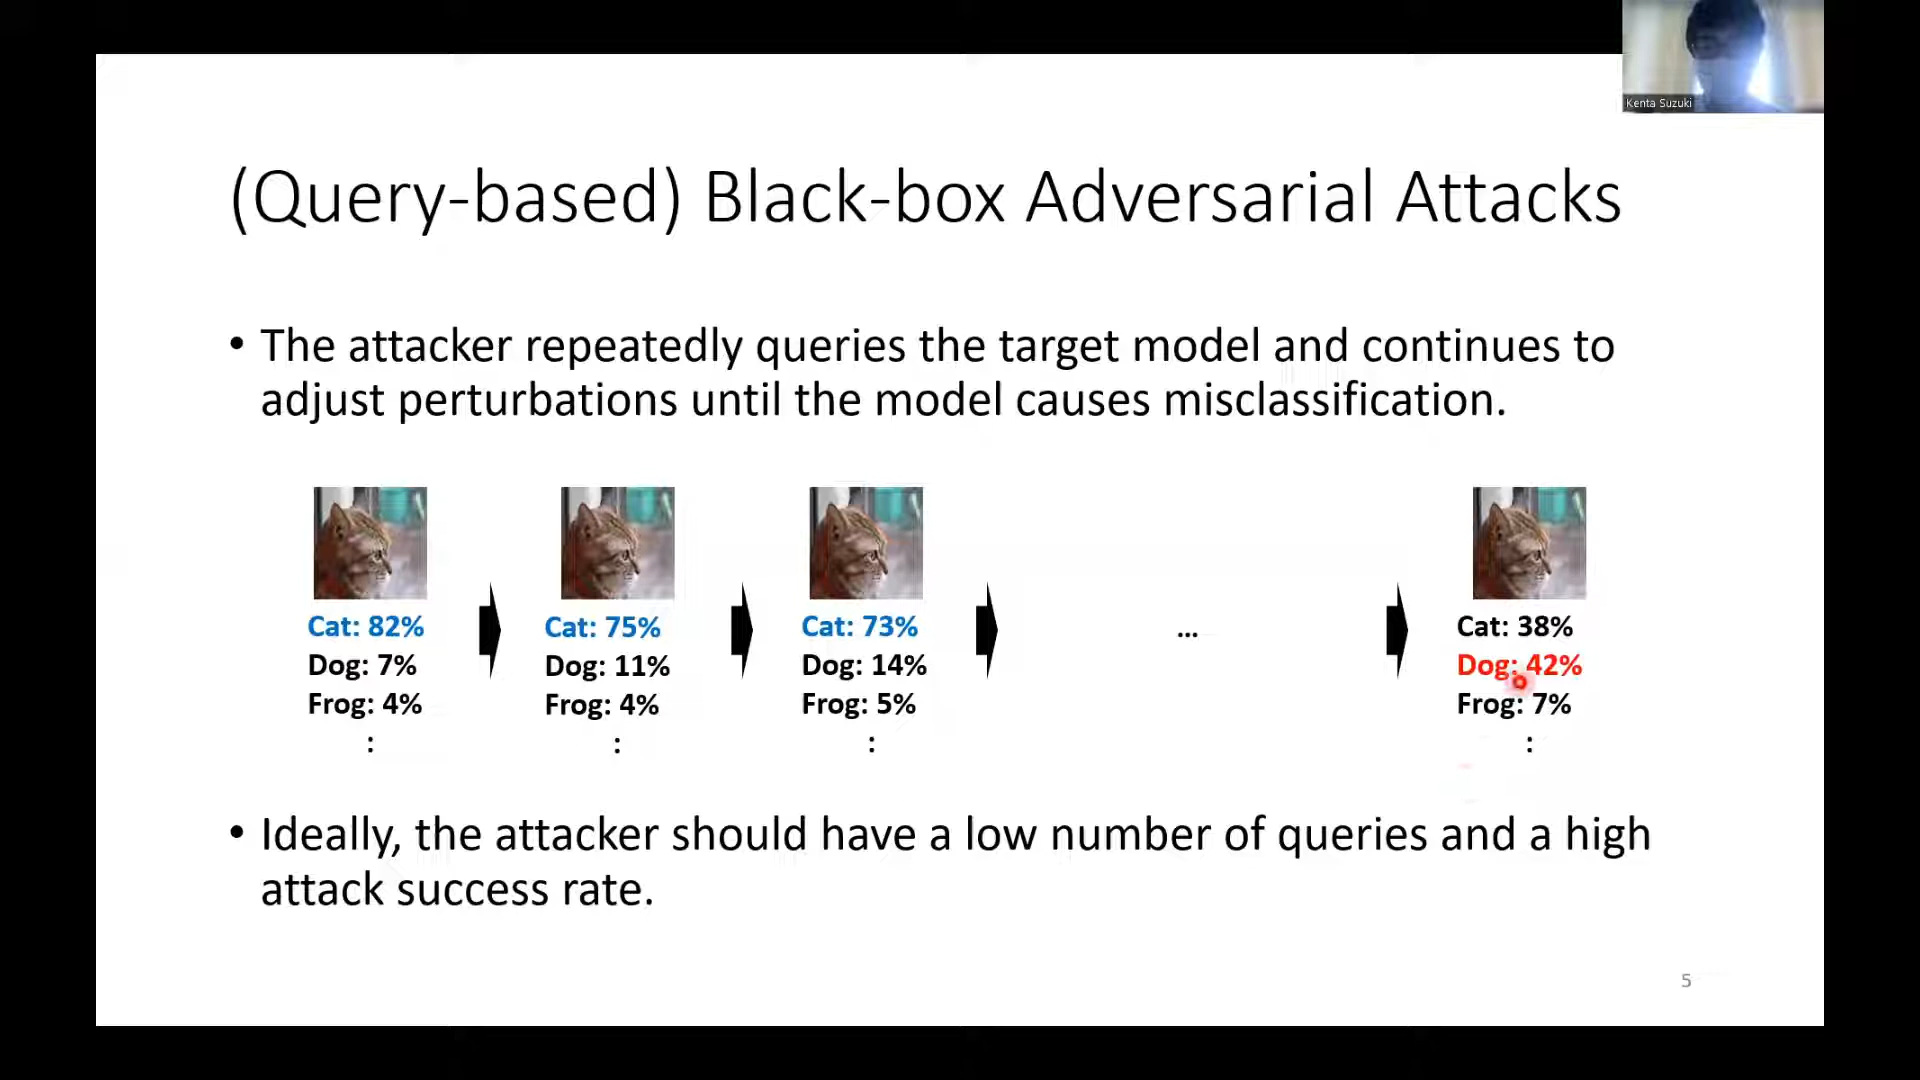 Kenta Suzuki
(Query-based) Black-box Adversarial Attacks
• The attacker repeatedly queries the target model and continues to
adjust perturbations until the model causes misclassification.
Cat: 82%
Dog: 7%
Frog: 4%
:
Cat: 75%
Dog: 11%
Frog: 4%
:
Cat: 73%
Dog: 14%
Frog: 5%
:
...
Cat: 38%
Dog: 42%
Frog: 7%
:
• Ideally, the attacker should have a low number of queries and a high
attack success rate.
5